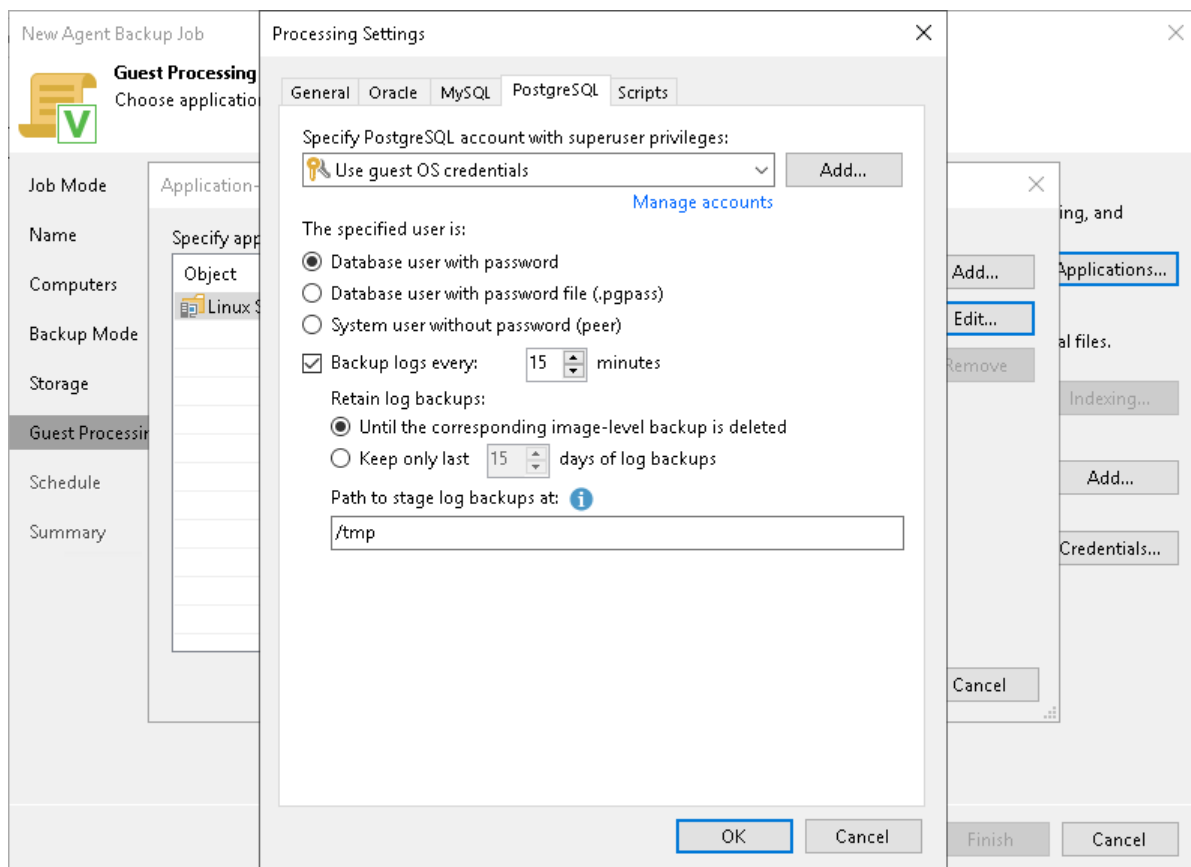 New Agent Backup Job
Guest Processing
Choose applicatio
Job Mode
Name
Computers
Backup Mode
Storage
Guest Processin
Schedule
Summary
Application-
Specify app
Object
Linux S
Processing Settings
General Oracle MySQL PostgreSQL Scripts
Specify PostgreSQL account with superuser privileges:
Use guest OS credentials Add...
Manage accounts
The specified user is:
Database user with password
Database user with password file (.pgpass)
System user without password (peer)
Backup logs every: 15 minutes
Retain log backups:
Until the corresponding image-level backup is deleted
Keep only last 15 days of log backups
Path to stage log backups at:
/tmp
OK Cancel
Add...
Edit...
Remove
Cancel
ing, and
Applications...
al files.
Indexing...
Add...
Credentials...
Finish Cancel